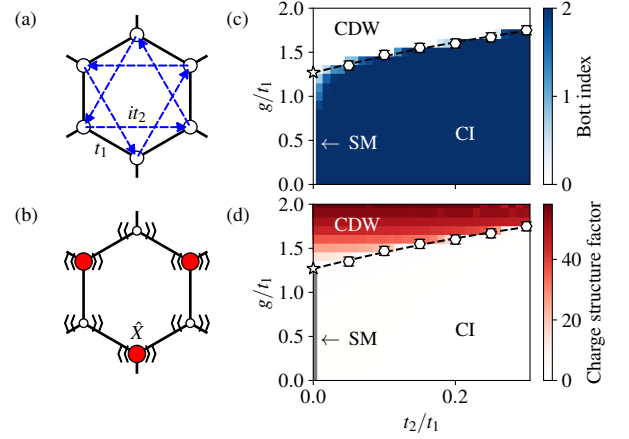 (a)
it₂
t₁
(b)
X̂
(c)
2.0
1.5
1.0
0.5
0.0
g/t₁
CDW
← SM
CI
2
1
0
Bott index
(d)
2.0
1.5
1.0
0.5
0.0
g/t₁
CDW
← SM
CI
0.0
0.2
t₂/t₁
40
20
0
Charge structure factor